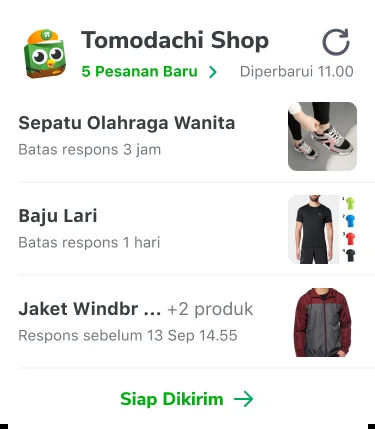 Tomodachi Shop
5 Pesanan Baru
Diperbarui 11.00
Sepatu Olahraga Wanita
Batas respons 3 jam
Baju Lari
Batas respons 1 hari
Jaket Windbr ... +2 produk
Respons sebelum 13 Sep 14.55
Siap Dikirim